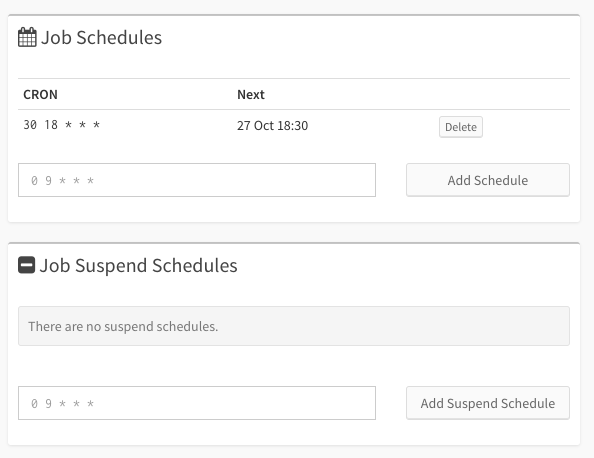 Job Schedules
CRON Next
30 18 * * * 27 Oct 18:30 Delete
0 9 * * * Add Schedule
Job Suspend Schedules
There are no suspend schedules.
0 9 * * * Add Suspend Schedule